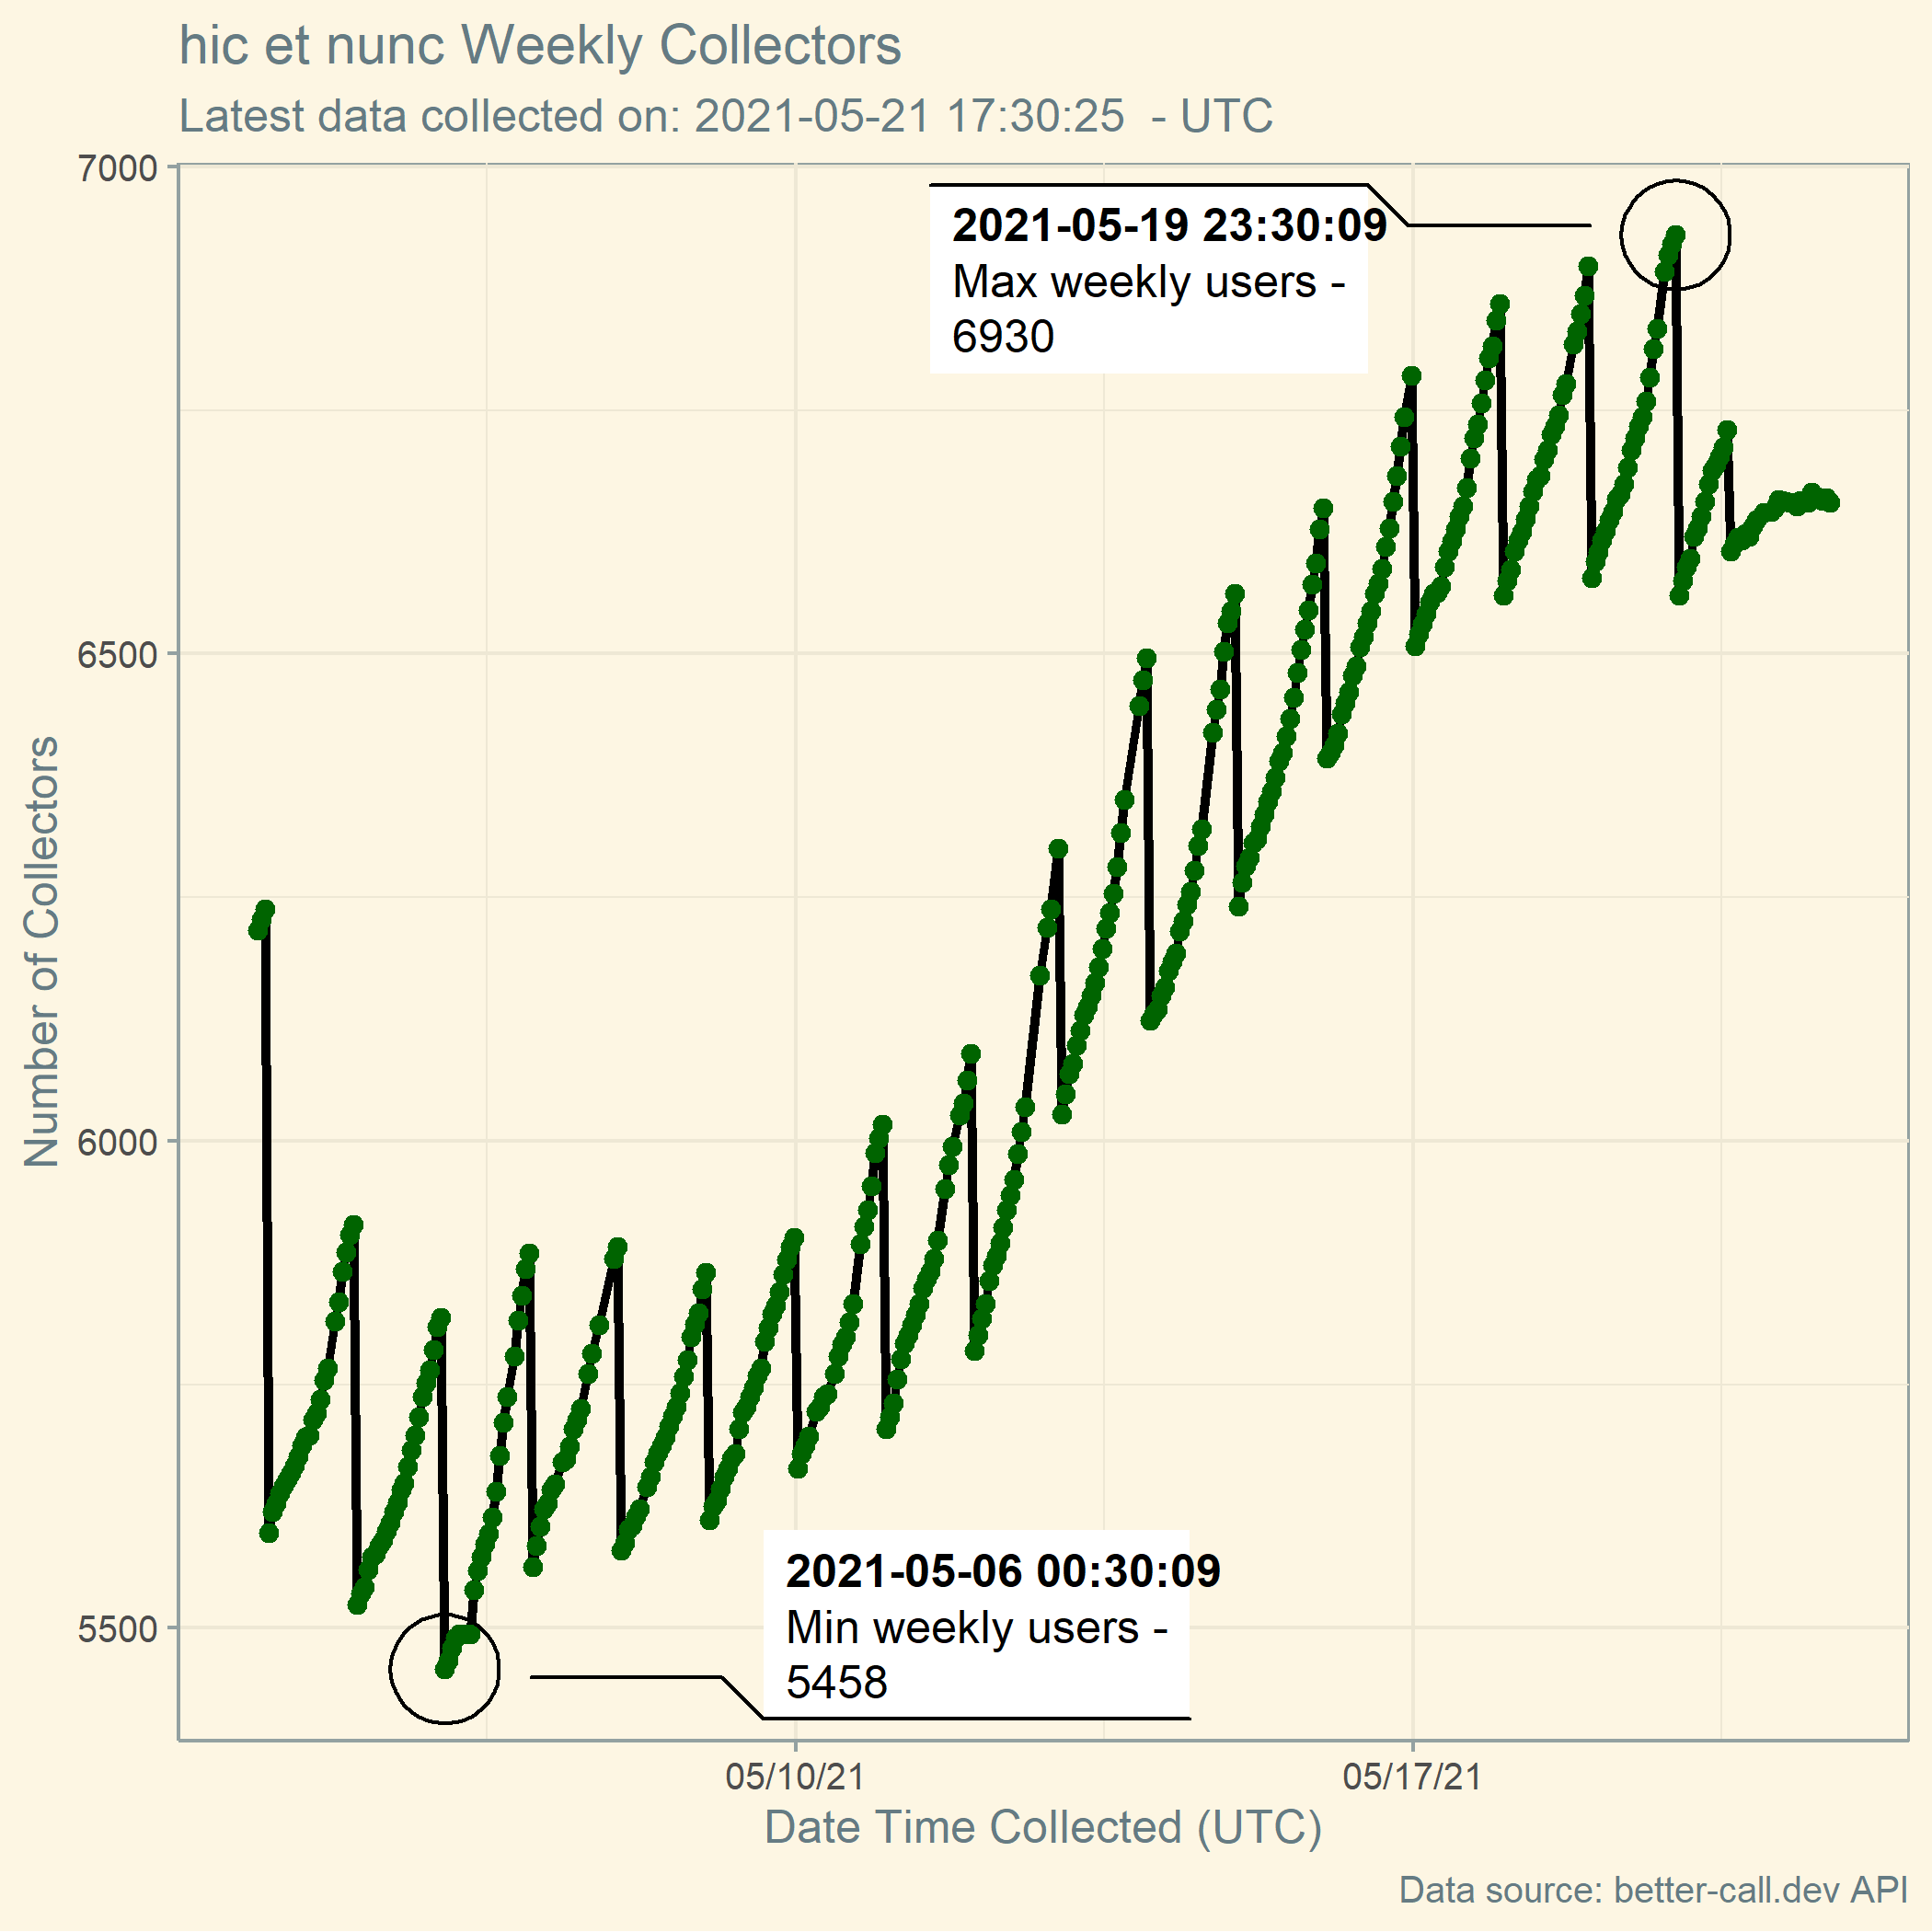 hic et nunc Weekly Collectors
Latest data collected on: 2021-05-21 17:30:25  - UTC
7000
6500
6000
5500
Number of Collectors
2021-05-19 23:30:09
Max weekly users -
6930
2021-05-06 00:30:09
Min weekly users -
5458
05/10/21
05/17/21
Date Time Collected (UTC)
Data source: better-call.dev API